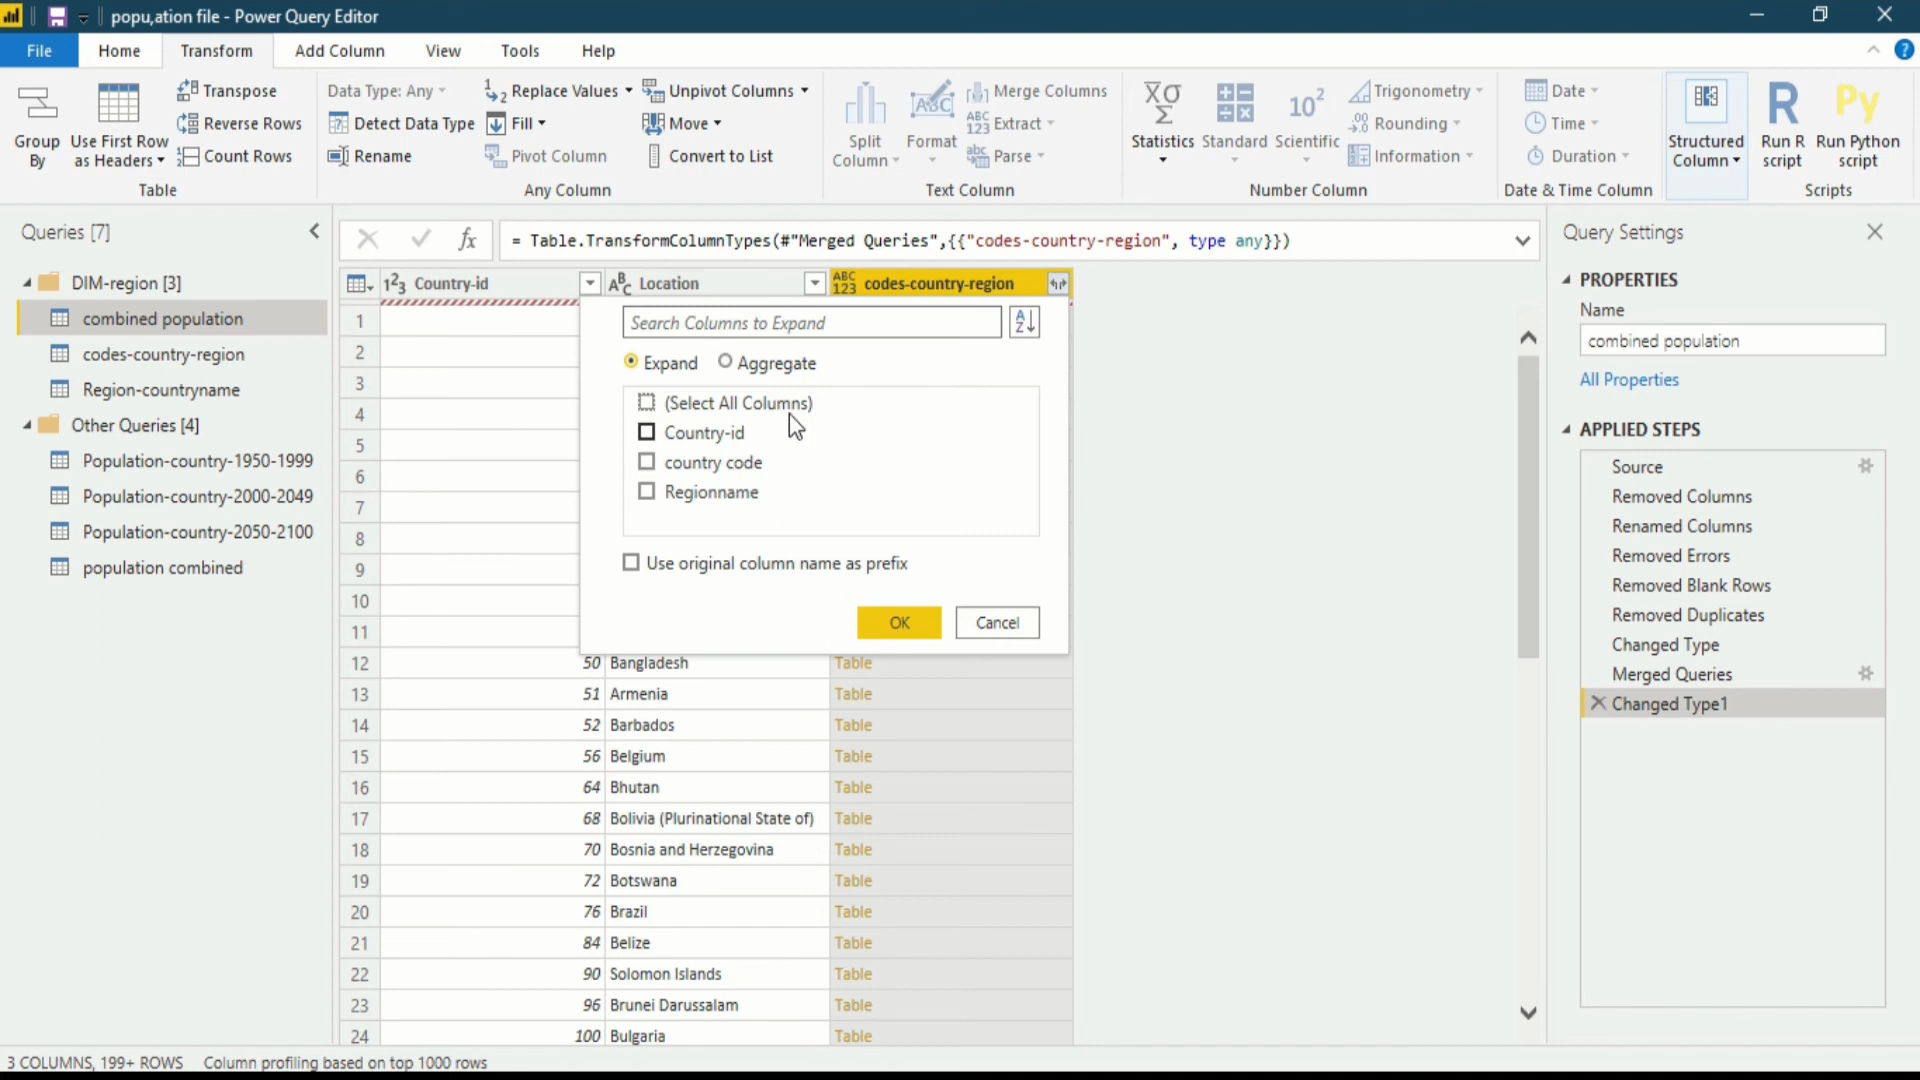 popu,ation file - Power Query Editor
File Home Transform Add Column View Tools Help
Group By
Use First Row as Headers
Transpose
Reverse Rows
Count Rows
Table
Data Type: Any
Detect Data Type
Rename
Replace Values
Fill
Pivot Column
Unpivot Columns
Move
Convert to List
Any Column
Split Column
Format
Merge Columns
Extract
Parse
Text Column
Statistics
Standard
Scientific
Trigonometry
Rounding
Information
Number Column
Date
Time
Duration
Date & Time Column
Structured Column
Run R script
Run Python script
Scripts
Queries [7]
DIM-region [3]
combined population
codes-country-region
Region-countryname
Other Queries [4]
Population-country-1950-1999
Population-country-2000-2049
Population-country-2050-2100
population combined
fx = Table.TransformColumnTypes(#"Merged Queries",{{"codes-country-region", type any}})
Country-id Location codes-country-region
Search Columns to Expand
Expand Aggregate
(Select All Columns)
Country-id
country code
Regionname
Use original column name as prefix
OK Cancel
1
2
3
4
5
6
7
8
9
10
11
12 50 Bangladesh Table
13 51 Armenia Table
14 52 Barbados Table
15 56 Belgium Table
16 64 Bhutan Table
17 68 Bolivia (Plurinational State of) Table
18 70 Bosnia and Herzegovina Table
19 72 Botswana Table
20 76 Brazil Table
21 84 Belize Table
22 90 Solomon Islands Table
23 96 Brunei Darussalam Table
24 100 Bulgaria Table
Query Settings
PROPERTIES
Name
combined population
All Properties
APPLIED STEPS
Source
Removed Columns
Renamed Columns
Removed Errors
Removed Blank Rows
Removed Duplicates
Changed Type
Merged Queries
Changed Type1
3 COLUMNS, 199+ ROWS Column profiling based on top 1000 rows